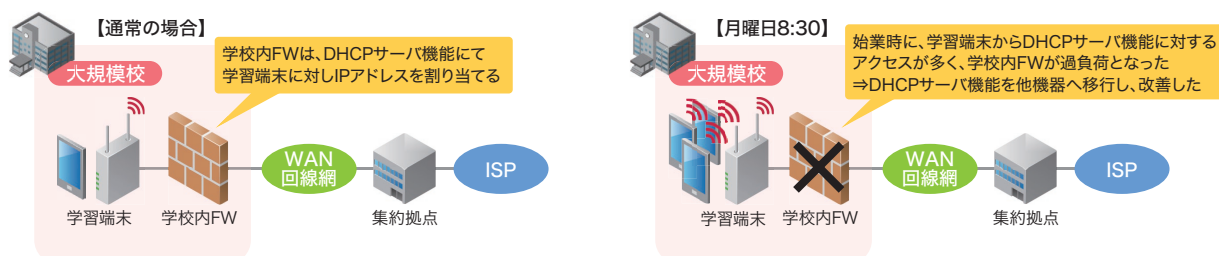 【通常の場合】
大規模校
学校内FWは、DHCPサーバ機能にて
学習端末に対しIPアドレスを割り当てる
WAN
回線網
ISP
学習端末
学校内FW
集約拠点
【月曜日8:30】
大規模校
始業時に、学習端末からDHCPサーバ機能に対する
アクセスが多く、学校内FWが過負荷となった
⇒DHCPサーバ機能を他機器へ移行し、改善した
WAN
回線網
ISP
学習端末
学校内FW
集約拠点